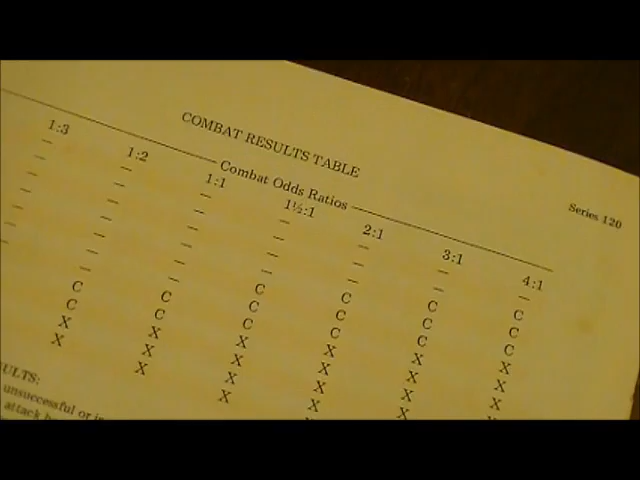 COMBAT RESULTS TABLE
Series 120
Combat Odds Ratios
1:3 1:2 1:1 1½:1 2:1 3:1 4:1
— — — — — — —
— — — — — — C
— — — — — C C
— — — — C C C
— — — C C C X
— — — C C X X
— — C C X X X
C C X X X X
C X X X X
X X X X
X X X
ULTS:
unsuccessful or
attack